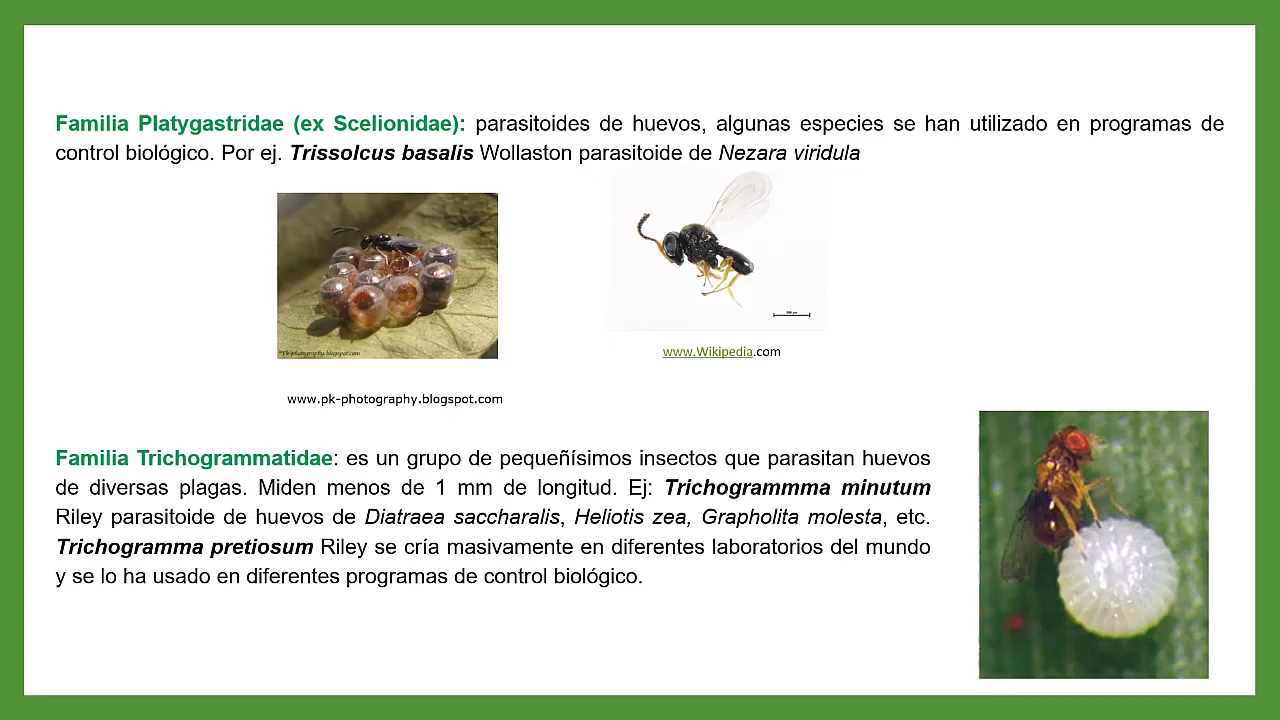 Familia Platygastridae (ex Scelionidae): parasitoides de huevos, algunas especies se han utilizado en programas de
control biológico. Por ej. Trissolcus basalis Wollaston parasitoide de Nezara viridula
*Pk-photography.blogspot.com
www.Wikipedia.com
www.pk-photography.blogspot.com
Familia Trichogrammatidae: es un grupo de pequeñísimos insectos que parasitan huevos
de diversas plagas. Miden menos de 1 mm de longitud. Ej: Trichogrammma minutum
Riley parasitoide de huevos de Diatraea saccharalis, Heliotis zea, Grapholita molesta, etc.
Trichogramma pretiosum Riley se cría masivamente en diferentes laboratorios del mundo
y se lo ha usado en diferentes programas de control biológico.